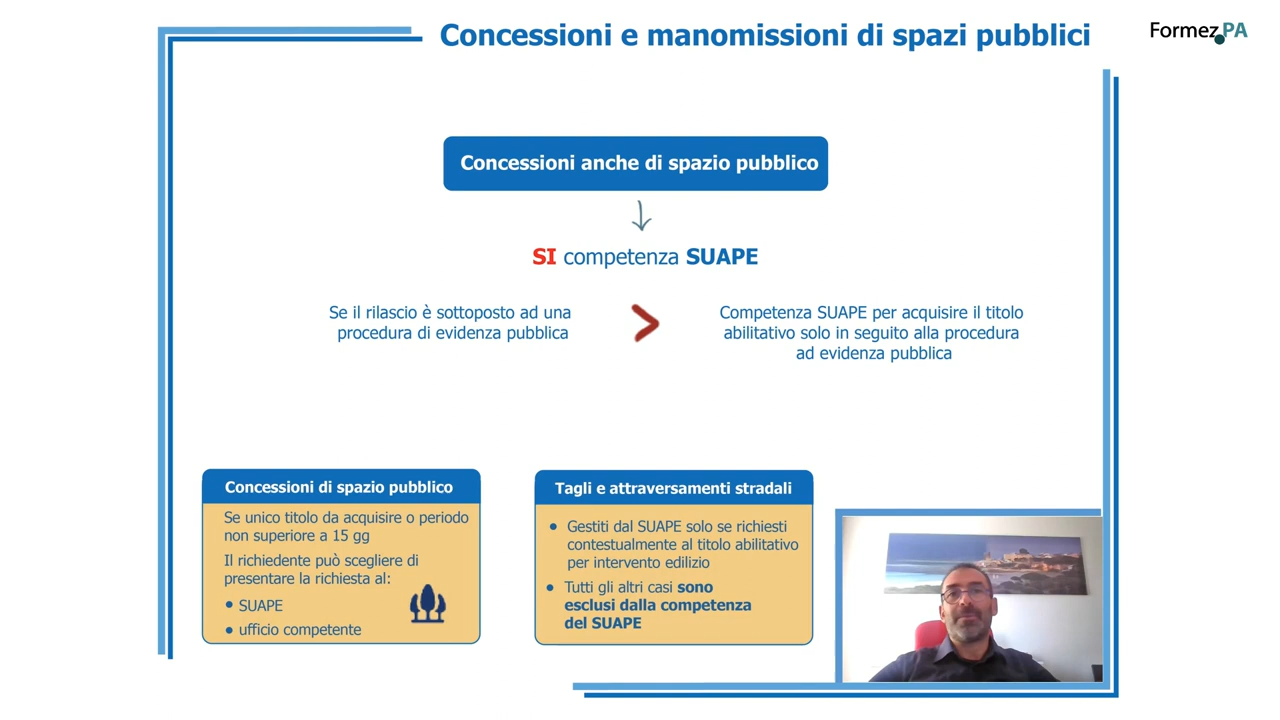 Concessioni e manomissioni di spazi pubblici
Formez.PA
Concessioni anche di spazio pubblico
SI competenza SUAPE
Se il rilascio è sottoposto ad una
procedura di evidenza pubblica
Competenza SUAPE per acquisire il titolo
abilitativo solo in seguito alla procedura
ad evidenza pubblica
Concessioni di spazio pubblico
Se unico titolo da acquisire o periodo
non superiore a 15 gg
Il richiedente può scegliere di
presentare la richiesta al:
• SUAPE
• ufficio competente
Tagli e attraversamenti stradali
• Gestiti dal SUAPE solo se richiesti
contestualmente al titolo abilitativo
per intervento edilizio
• Tutti gli altri casi sono
esclusi dalla competenza
del SUAPE